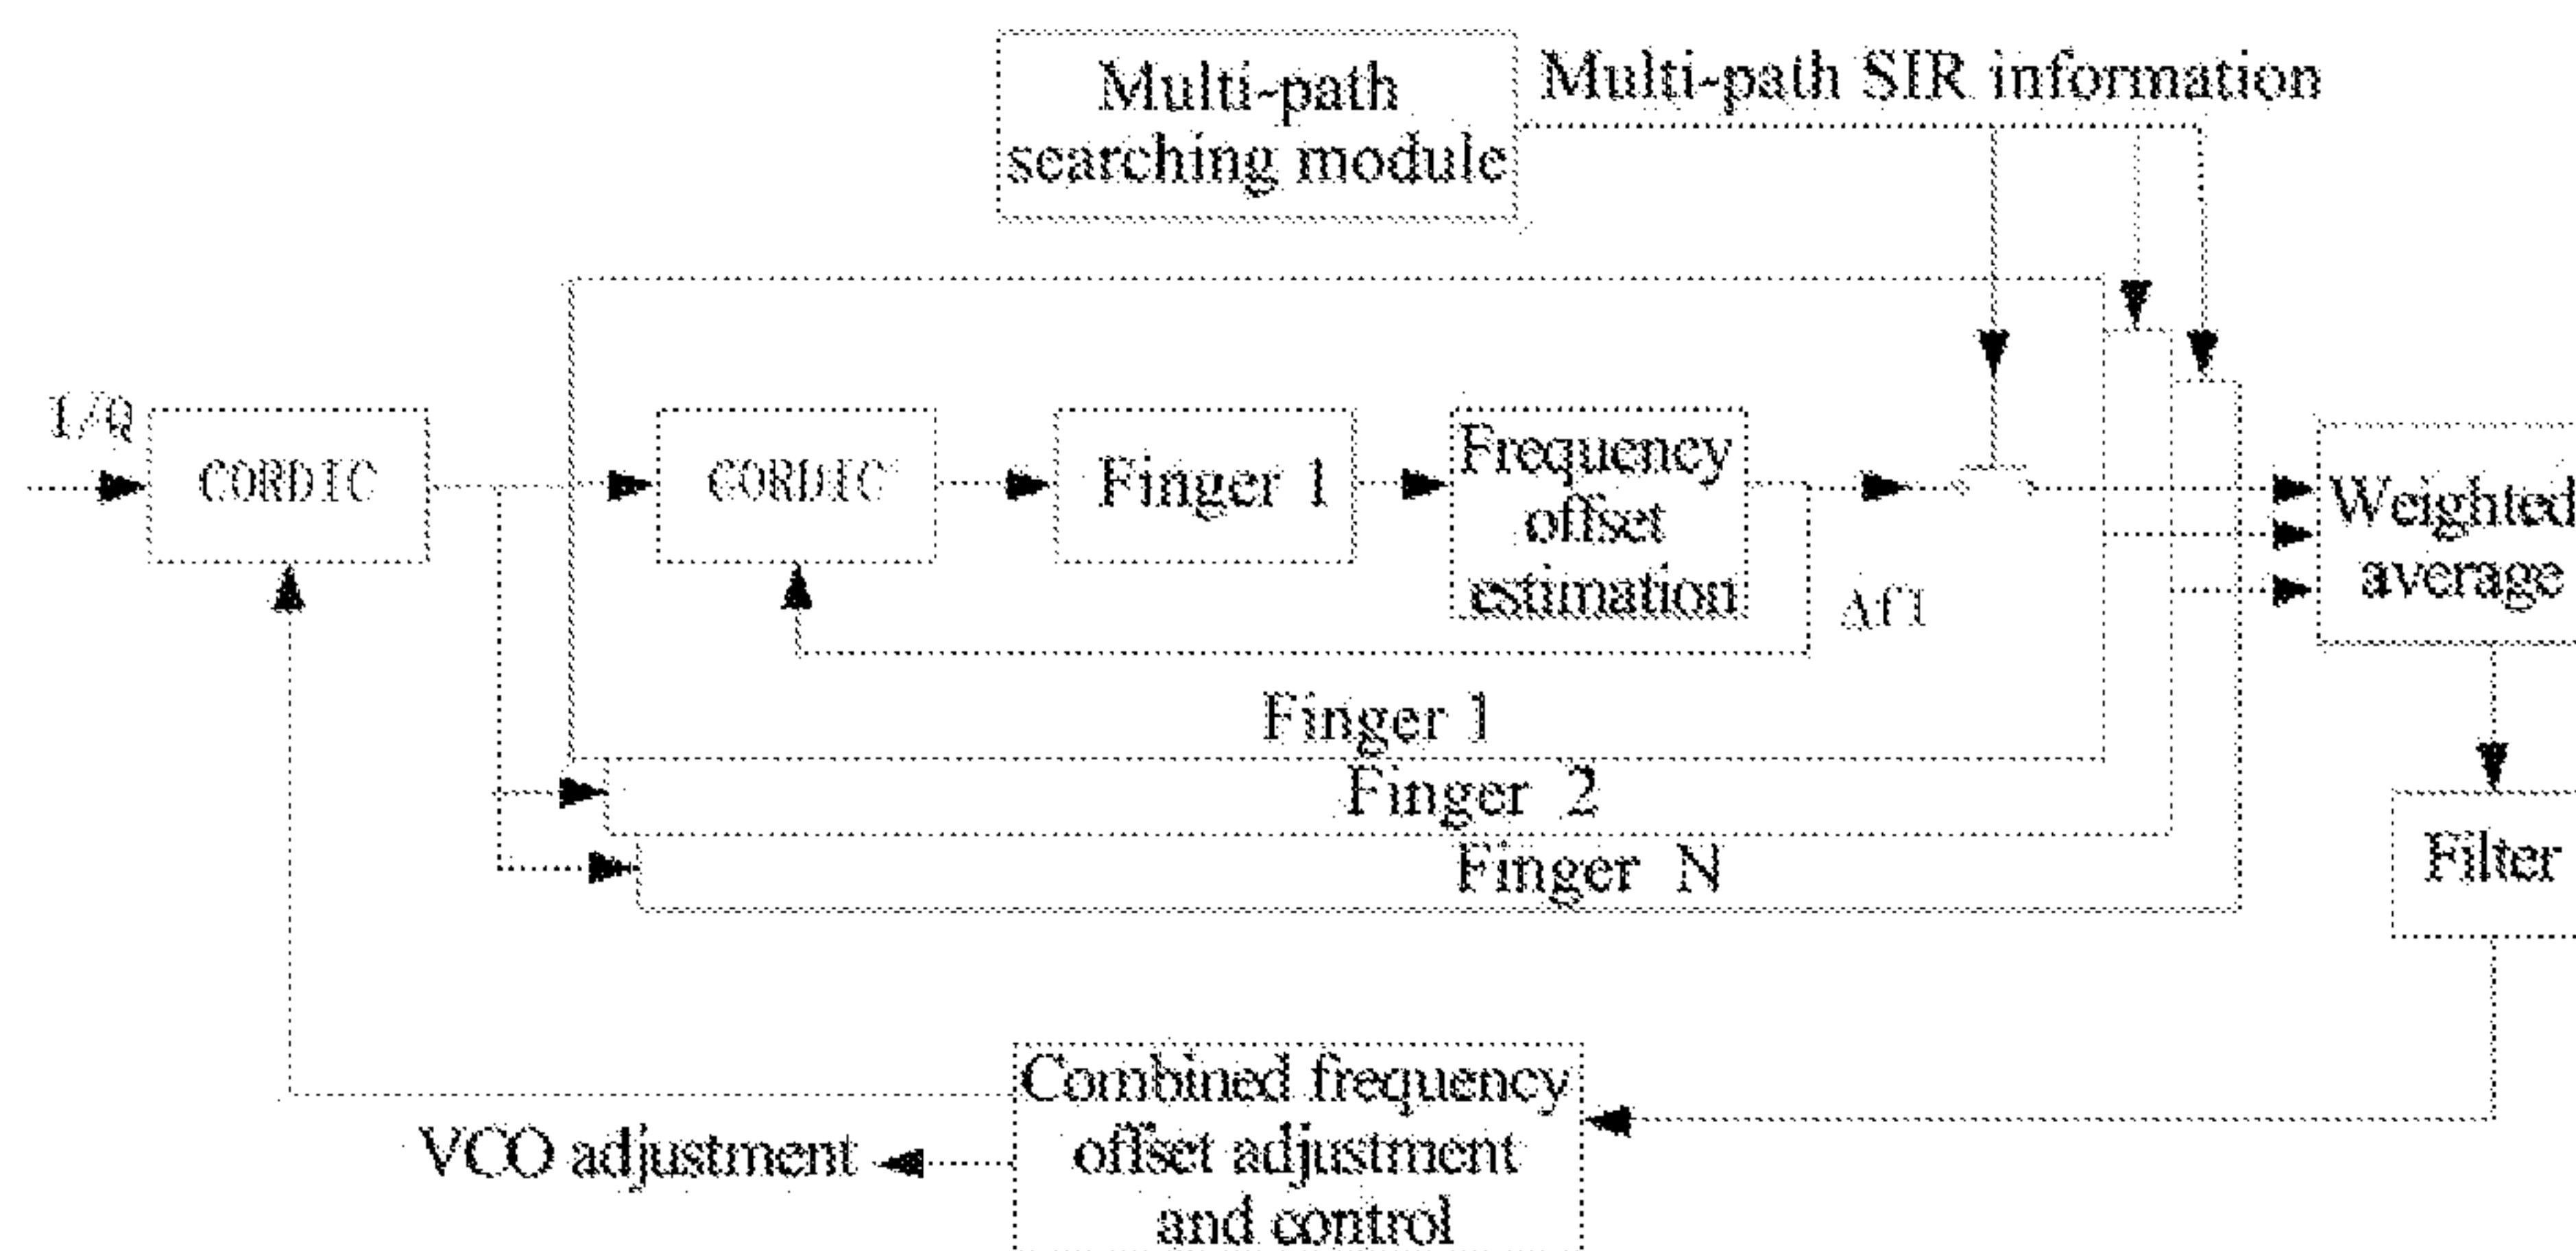 Multi-path
searching module
Multi-path SIR information
I/Q
CORDIC
CORDIC
Finger 1
Frequency
offset
estimation
Δf1
Weighted
average
Finger 1
Finger 2
Finger N
Filter
Combined frequency
offset adjustment
and control
VCO adjustment